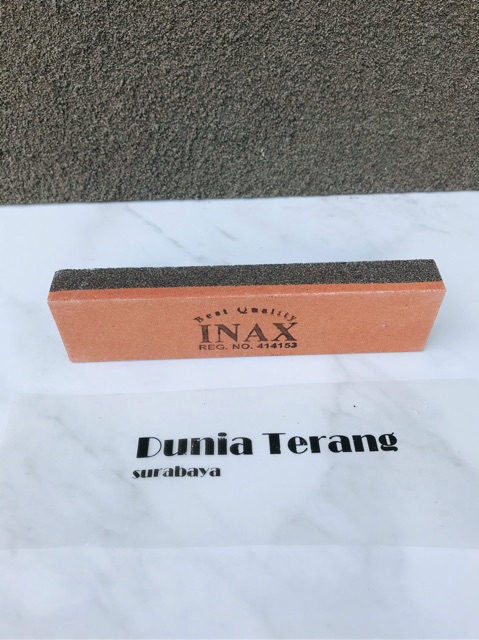 Best Quality
INAX
REG. NO. 414153
Dunia Terang
surabaya